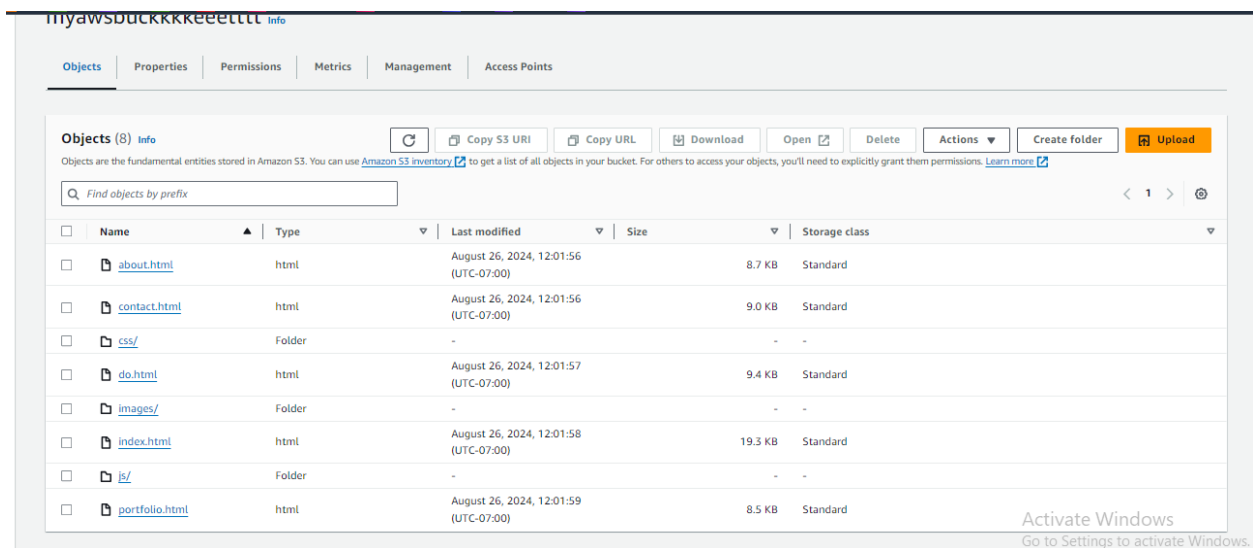 myawsbuckkkkeeetttt Info
Objects Properties Permissions Metrics Management Access Points
Objects (8) Info Copy S3 URI Copy URL Download Open Delete Actions Create folder Upload
Objects are the fundamental entities stored in Amazon S3. You can use Amazon S3 inventory to get a list of all objects in your bucket. For others to access your objects, you'll need to explicitly grant them permissions. Learn more
Find objects by prefix 1
Name Type Last modified Size Storage class
about.html html August 26, 2024, 12:01:56 (UTC-07:00) 8.7 KB Standard
contact.html html August 26, 2024, 12:01:56 (UTC-07:00) 9.0 KB Standard
css/ Folder - - -
do.html html August 26, 2024, 12:01:57 (UTC-07:00) 9.4 KB Standard
images/ Folder - - -
index.html html August 26, 2024, 12:01:58 (UTC-07:00) 19.3 KB Standard
js/ Folder - - -
portfolio.html html August 26, 2024, 12:01:59 (UTC-07:00) 8.5 KB Standard
Activate Windows
Go to Settings to activate Windows.